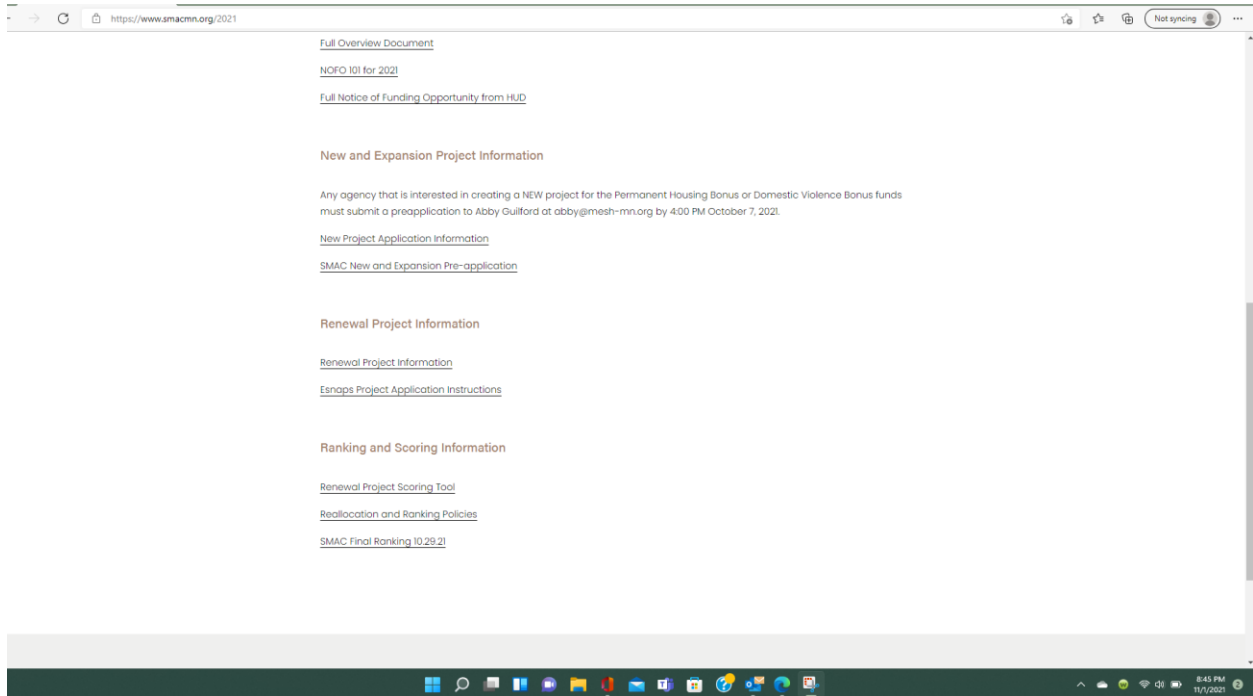 https://www.smacmn.org/2021
Not syncing
Full Overview Document
NOFO 101 for 2021
Full Notice of Funding Opportunity from HUD
New and Expansion Project Information
Any agency that is interested in creating a NEW project for the Permanent Housing Bonus or Domestic Violence Bonus funds
must submit a preapplication to Abby Guilford at abby@mesh-mn.org by 4:00 PM October 7, 2021.
New Project Application Information
SMAC New and Expansion Pre-application
Renewal Project Information
Renewal Project Information
Esnaps Project Application Instructions
Ranking and Scoring Information
Renewal Project Scoring Tool
Reallocation and Ranking Policies
SMAC Final Ranking 10.29.21
8:45 PM
11/1/2021
2